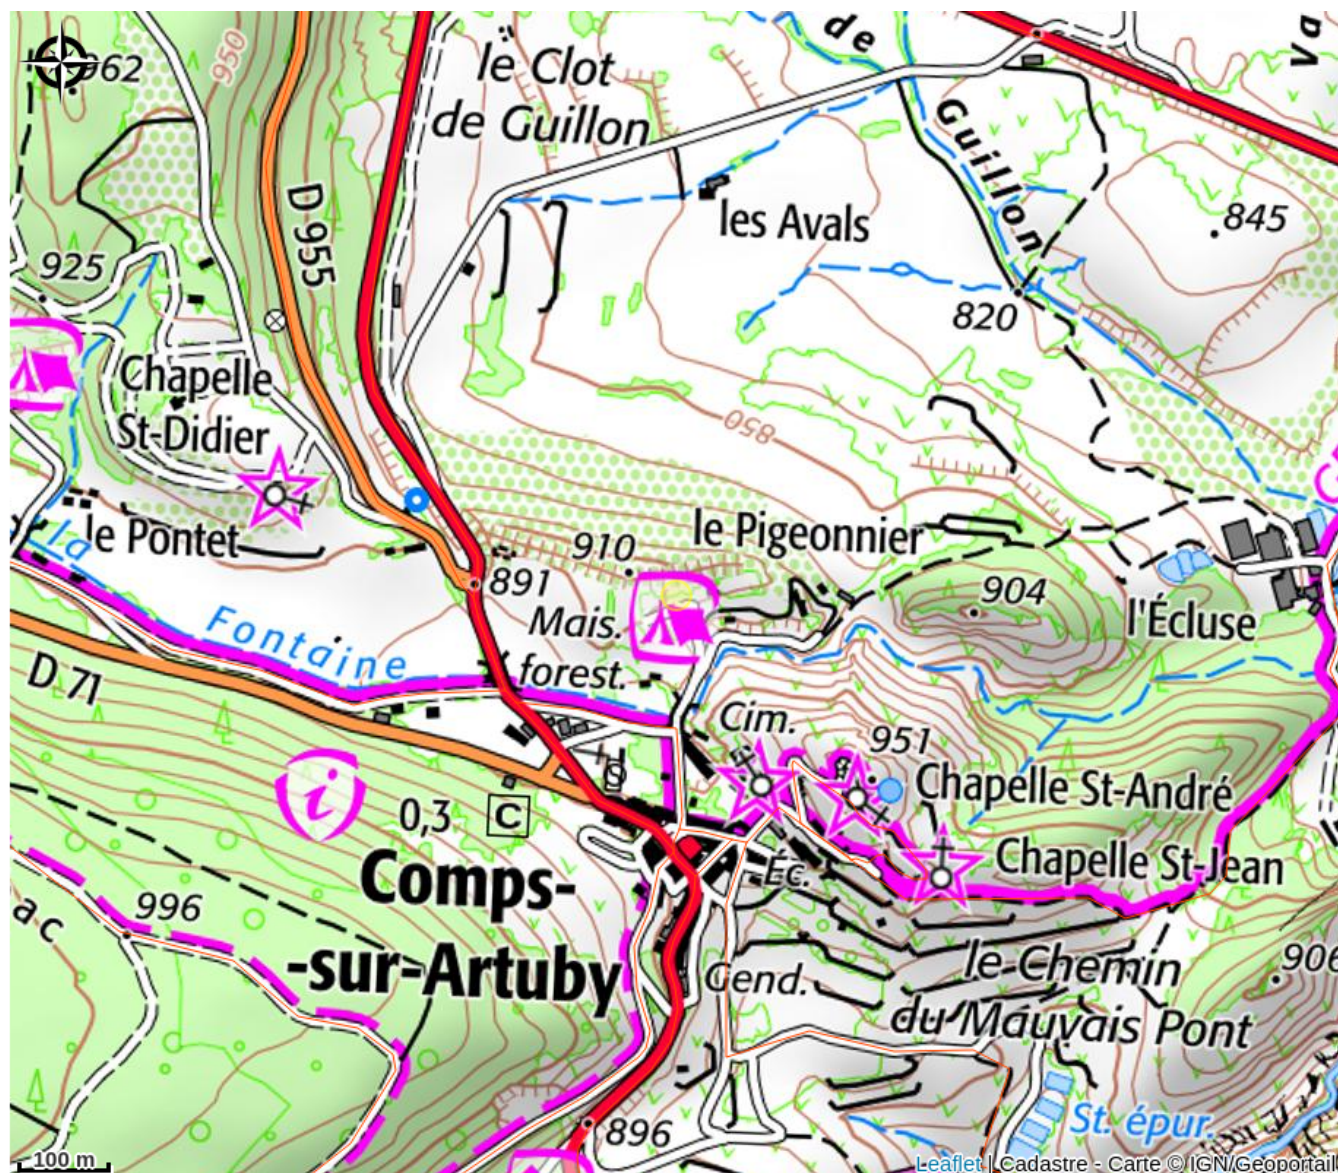 de
Va
le Clot
962
950
de Guillon
Guillon
D 955
les Avals
845
925
820
Chapelle
St-Didier
850
le Pontet
la
le Pigeonnier
910
891
904
Mais.
l'Écluse
Fontaine
forest.
D 71
Cim.
951
Chapelle St-André
i
0,3
C
Comps-
Éc.
Chapelle St-Jean
996
ac
-sur-Artuby
Gend.
le Chemin
906
du Mauvais Pont
896
St. épur.
100 m
Leaflet | Cadastre - Carte © IGN/Geoportail